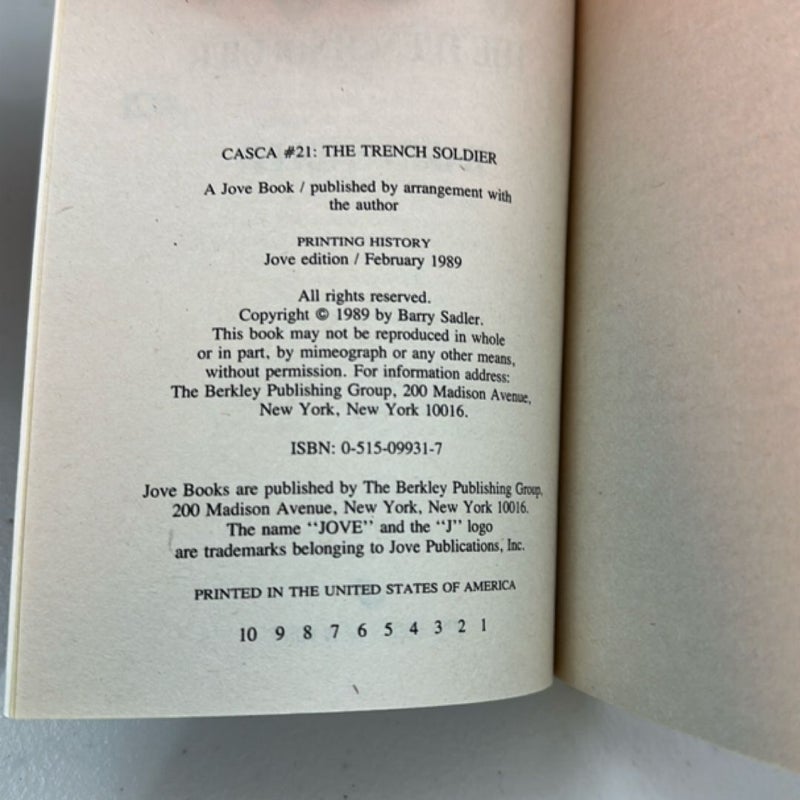 CASCA #21: THE TRENCH SOLDIER
A Jove Book / published by arrangement with
the author
PRINTING HISTORY
Jove edition / February 1989
All rights reserved.
Copyright © 1989 by Barry Sadler.
This book may not be reproduced in whole
or in part, by mimeograph or any other means,
without permission. For information address:
The Berkley Publishing Group, 200 Madison Avenue,
New York, New York 10016.
ISBN: 0-515-09931-7
Jove Books are published by The Berkley Publishing Group,
200 Madison Avenue, New York, New York 10016.
The name "JOVE" and the "J" logo
are trademarks belonging to Jove Publications, Inc.
PRINTED IN THE UNITED STATES OF AMERICA
10 9 8 7 6 5 4 3 2 1